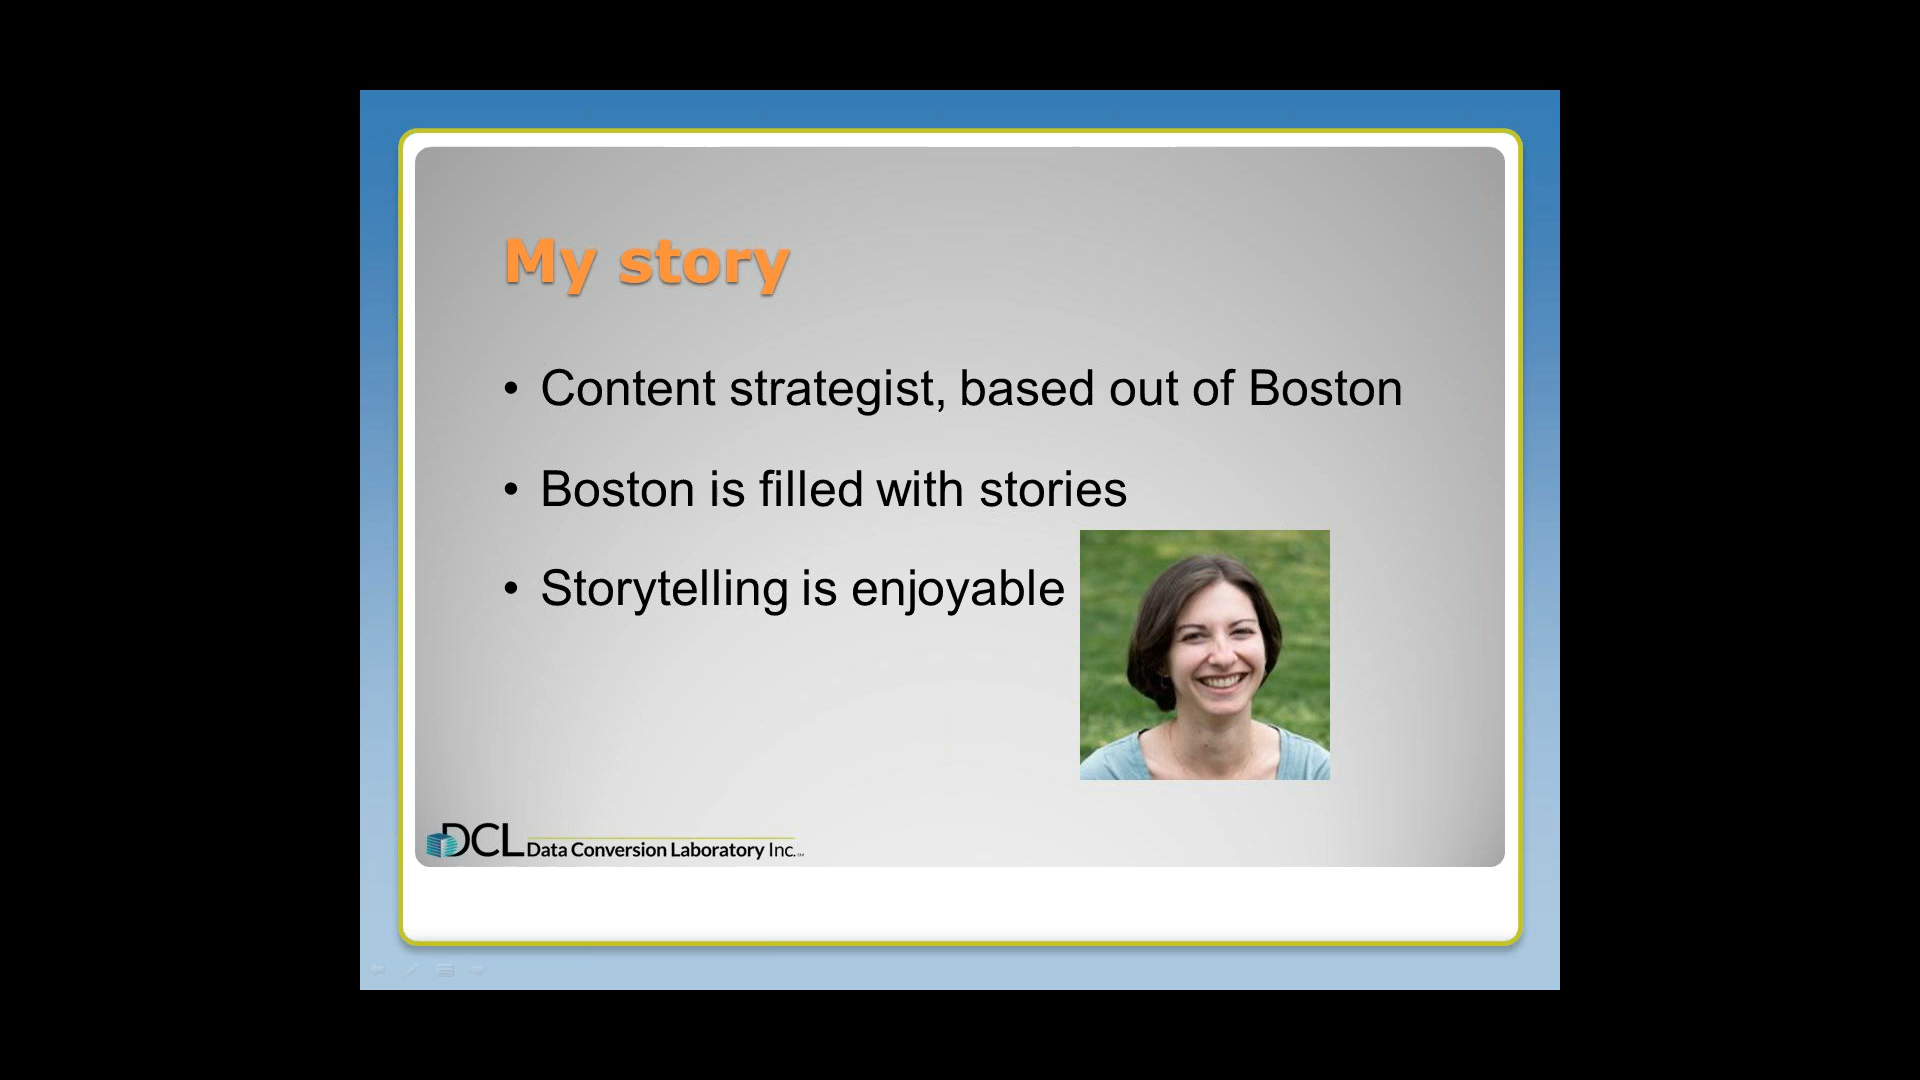 My story
• Content strategist, based out of Boston
• Boston is filled with stories
• Storytelling is enjoyable
DCL Data Conversion Laboratory Inc.